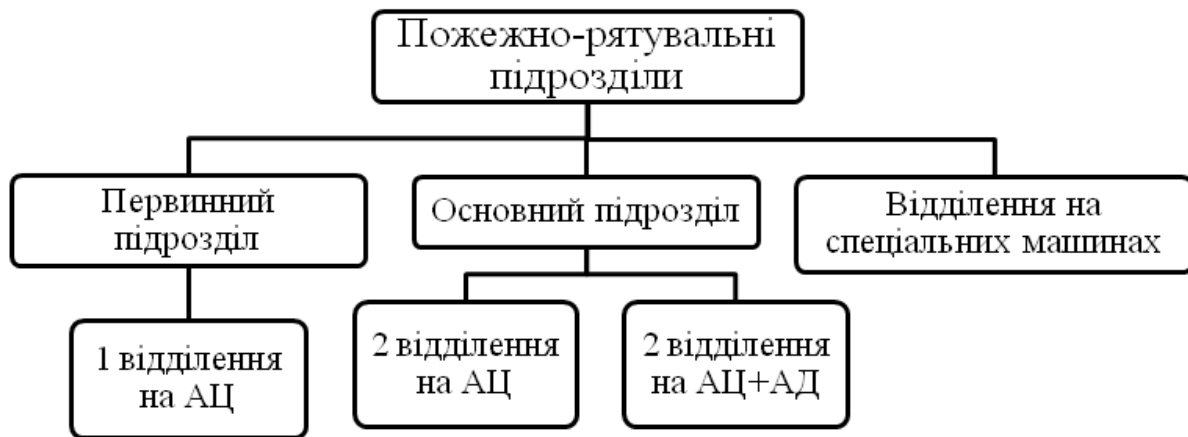 Пожежно-рятувальні
підрозділи
Первинний
підрозділ
Основний підрозділ
Відділення на
спеціальних машинах
1 відділення
на АЦ
2 відділення
на АЦ
2 відділення
на АЦ+АД